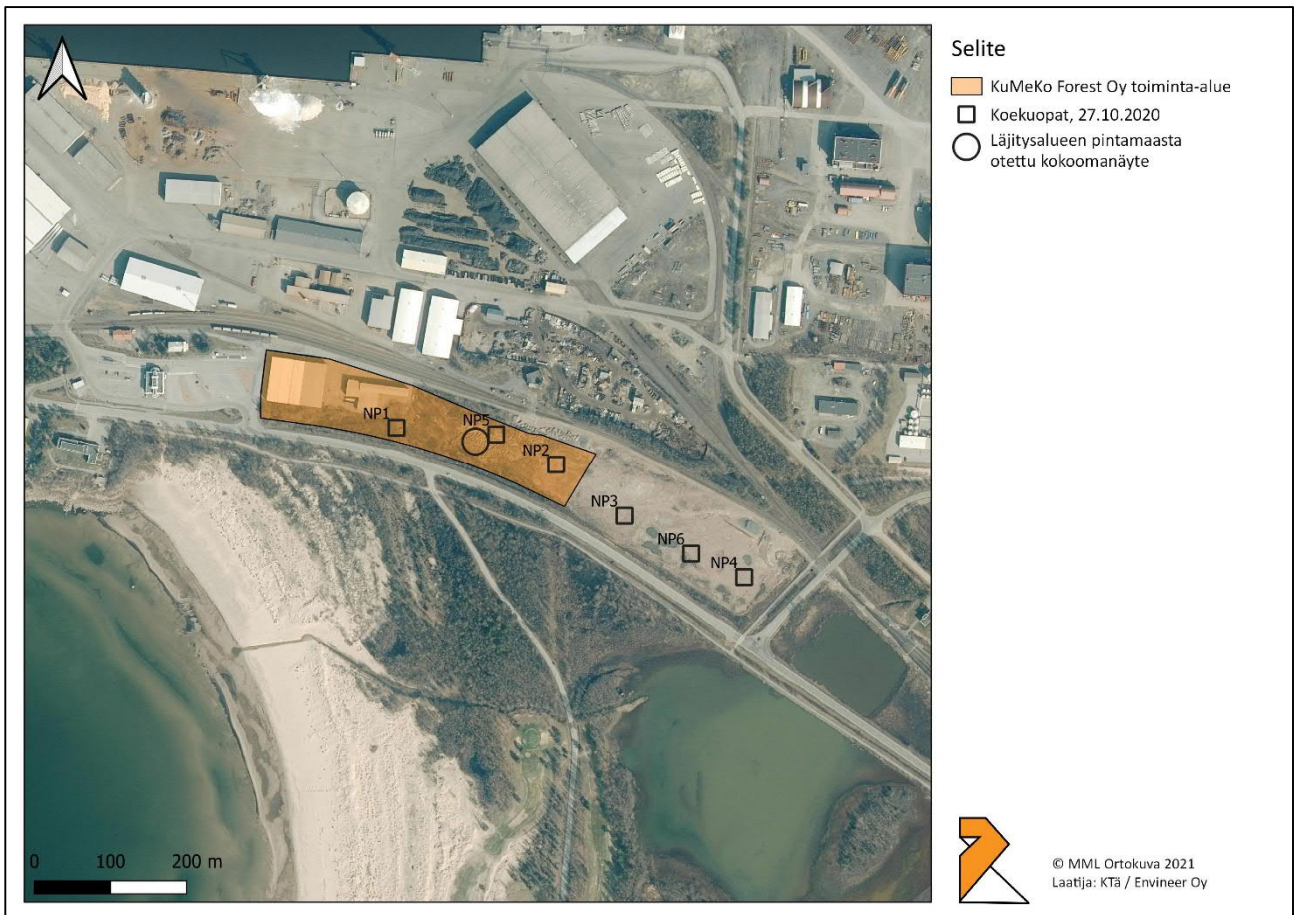 Selite
KuMeKo Forest Oy toiminta-alue
Koekuopat, 27.10.2020
Läjitysalueen pintamaasta
otettu kokoomanäyte
NP1
NP5
NP2
NP3
NP6
NP4
0 100 200 m
© MML Ortokuva 2021
Laatija: KTä / Envineer Oy